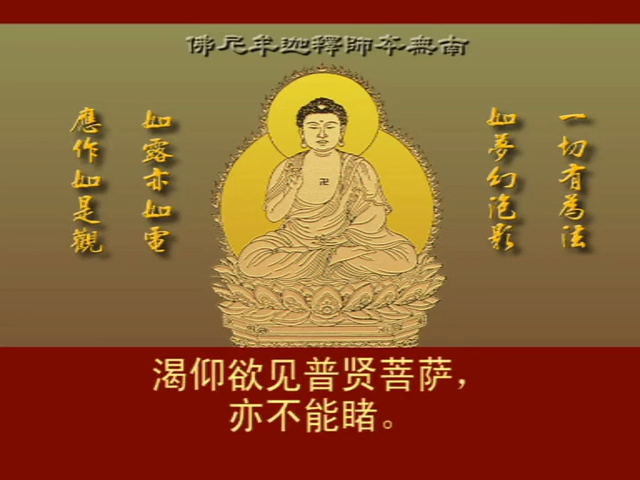 南無本師釋迦牟尼佛
一切有為法
如夢幻泡影
如露亦如電
應作如是觀
渴仰欲见普贤菩萨，
亦不能睹。